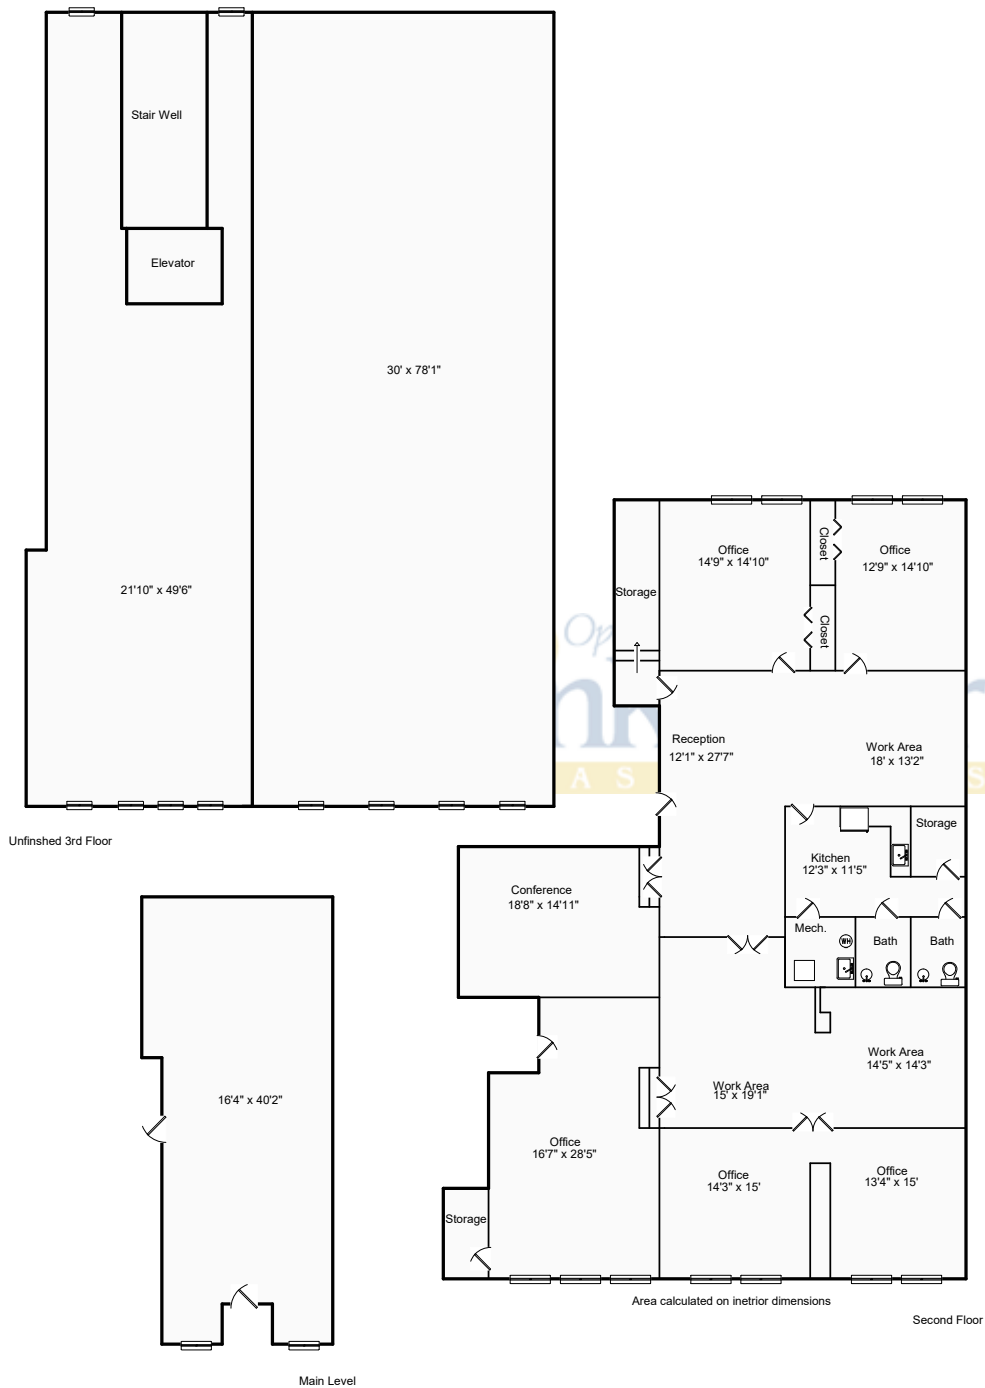 Stair Well
Elevator
30' x 78'1"
21'10" x 49'6"
Unfinshed 3rd Floor
Office
14'9" x 14'10"
Closet
Office
12'9" x 14'10"
Storage
Closet
Reception
12'1" x 27'7"
Work Area
18' x 13'2"
Storage
Kitchen
12'3" x 11'5"
Conference
18'8" x 14'11"
Mech.
WH
Bath
Bath
Work Area
14'5" x 14'3"
Work Area
15' x 19'1"
Office
16'7" x 28'5"
Office
14'3" x 15'
Office
13'4" x 15'
Storage
Area calculated on inetrior dimensions
Second Floor
16'4" x 40'2"
Main Level